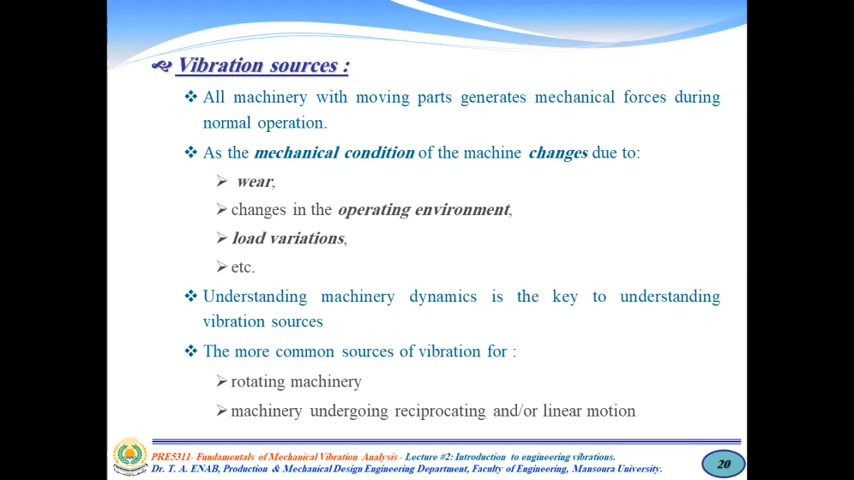 Vibration sources :
All machinery with moving parts generates mechanical forces during
normal operation.
As the mechanical condition of the machine changes due to:
wear,
changes in the operating environment,
load variations,
etc.
Understanding machinery dynamics is the key to understanding
vibration sources
The more common sources of vibration for :
rotating machinery
machinery undergoing reciprocating and/or linear motion
PRE5311- Fundamentals of Mechanical Vibration Analysis - Lecture #2: Introduction to engineering vibrations.
Dr. T. A. ENAB, Production & Mechanical Design Engineering Department, Faculty of Engineering, Mansoura University.
20